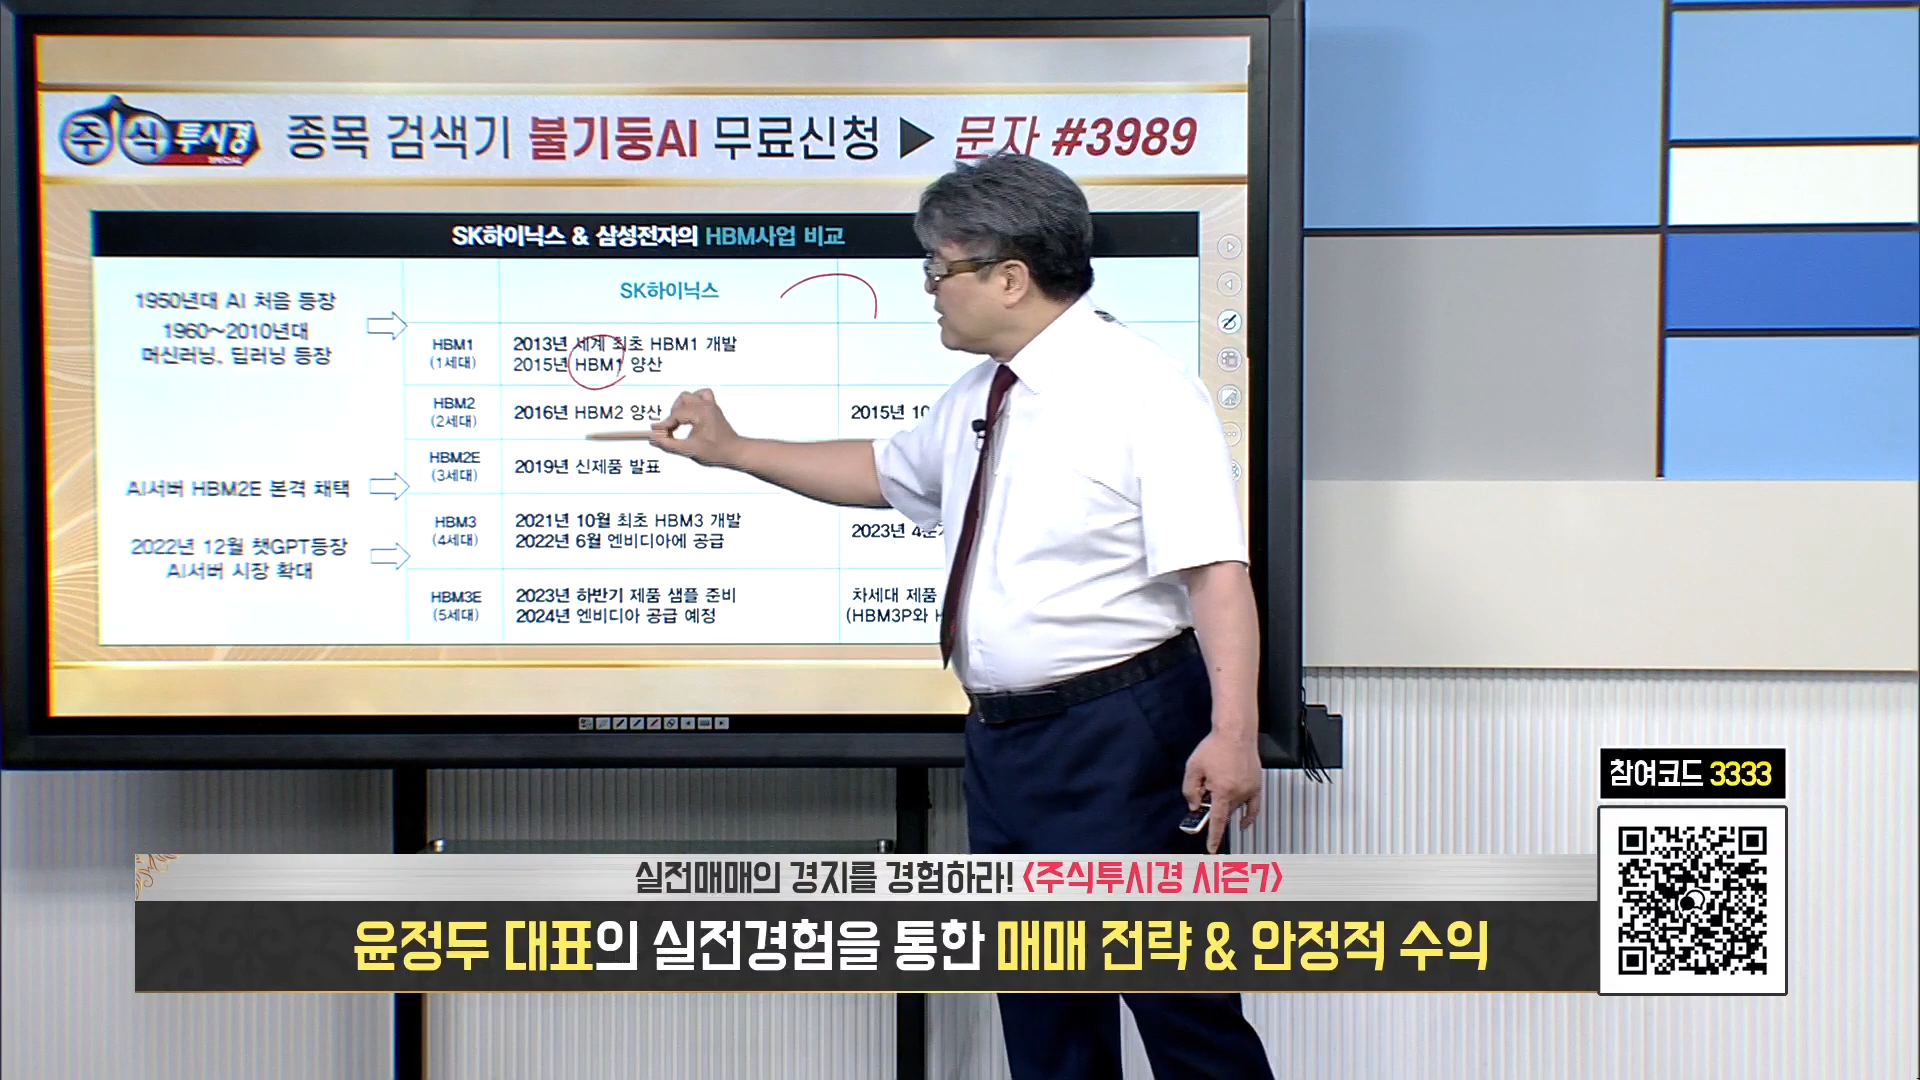 주식투시경 SPECIAL 종목 검색기 불기둥AI 무료신청 ▶ 문자 #3989
SK하이닉스 & 삼성전자의 HBM사업 비교
1950년대 AI 처음 등장
1960~2010년대
머신러닝, 딥러닝 등장
AI서버 HBM2E 본격 채택
2022년 12월 챗GPT등장
AI서버 시장 확대
SK하이닉스
HBM1
(1세대)
2013년 세계 최초 HBM1 개발
2015년 HBM1 양산
HBM2
(2세대)
2016년 HBM2 양산
2015년 10
HBM2E
(3세대)
2019년 신제품 발표
HBM3
(4세대)
2021년 10월 최초 HBM3 개발
2022년 6월 엔비디아에 공급
2023년 4분
HBM3E
(5세대)
2023년 하반기 제품 샘플 준비
2024년 엔비디아 공급 예정
차세대 제품
(HBM3P와
참여코드 3333
실전매매의 경지를 경험하라! <주식투시경 시즌7>
윤정두 대표의 실전경험을 통한 매매 전략 & 안정적 수익